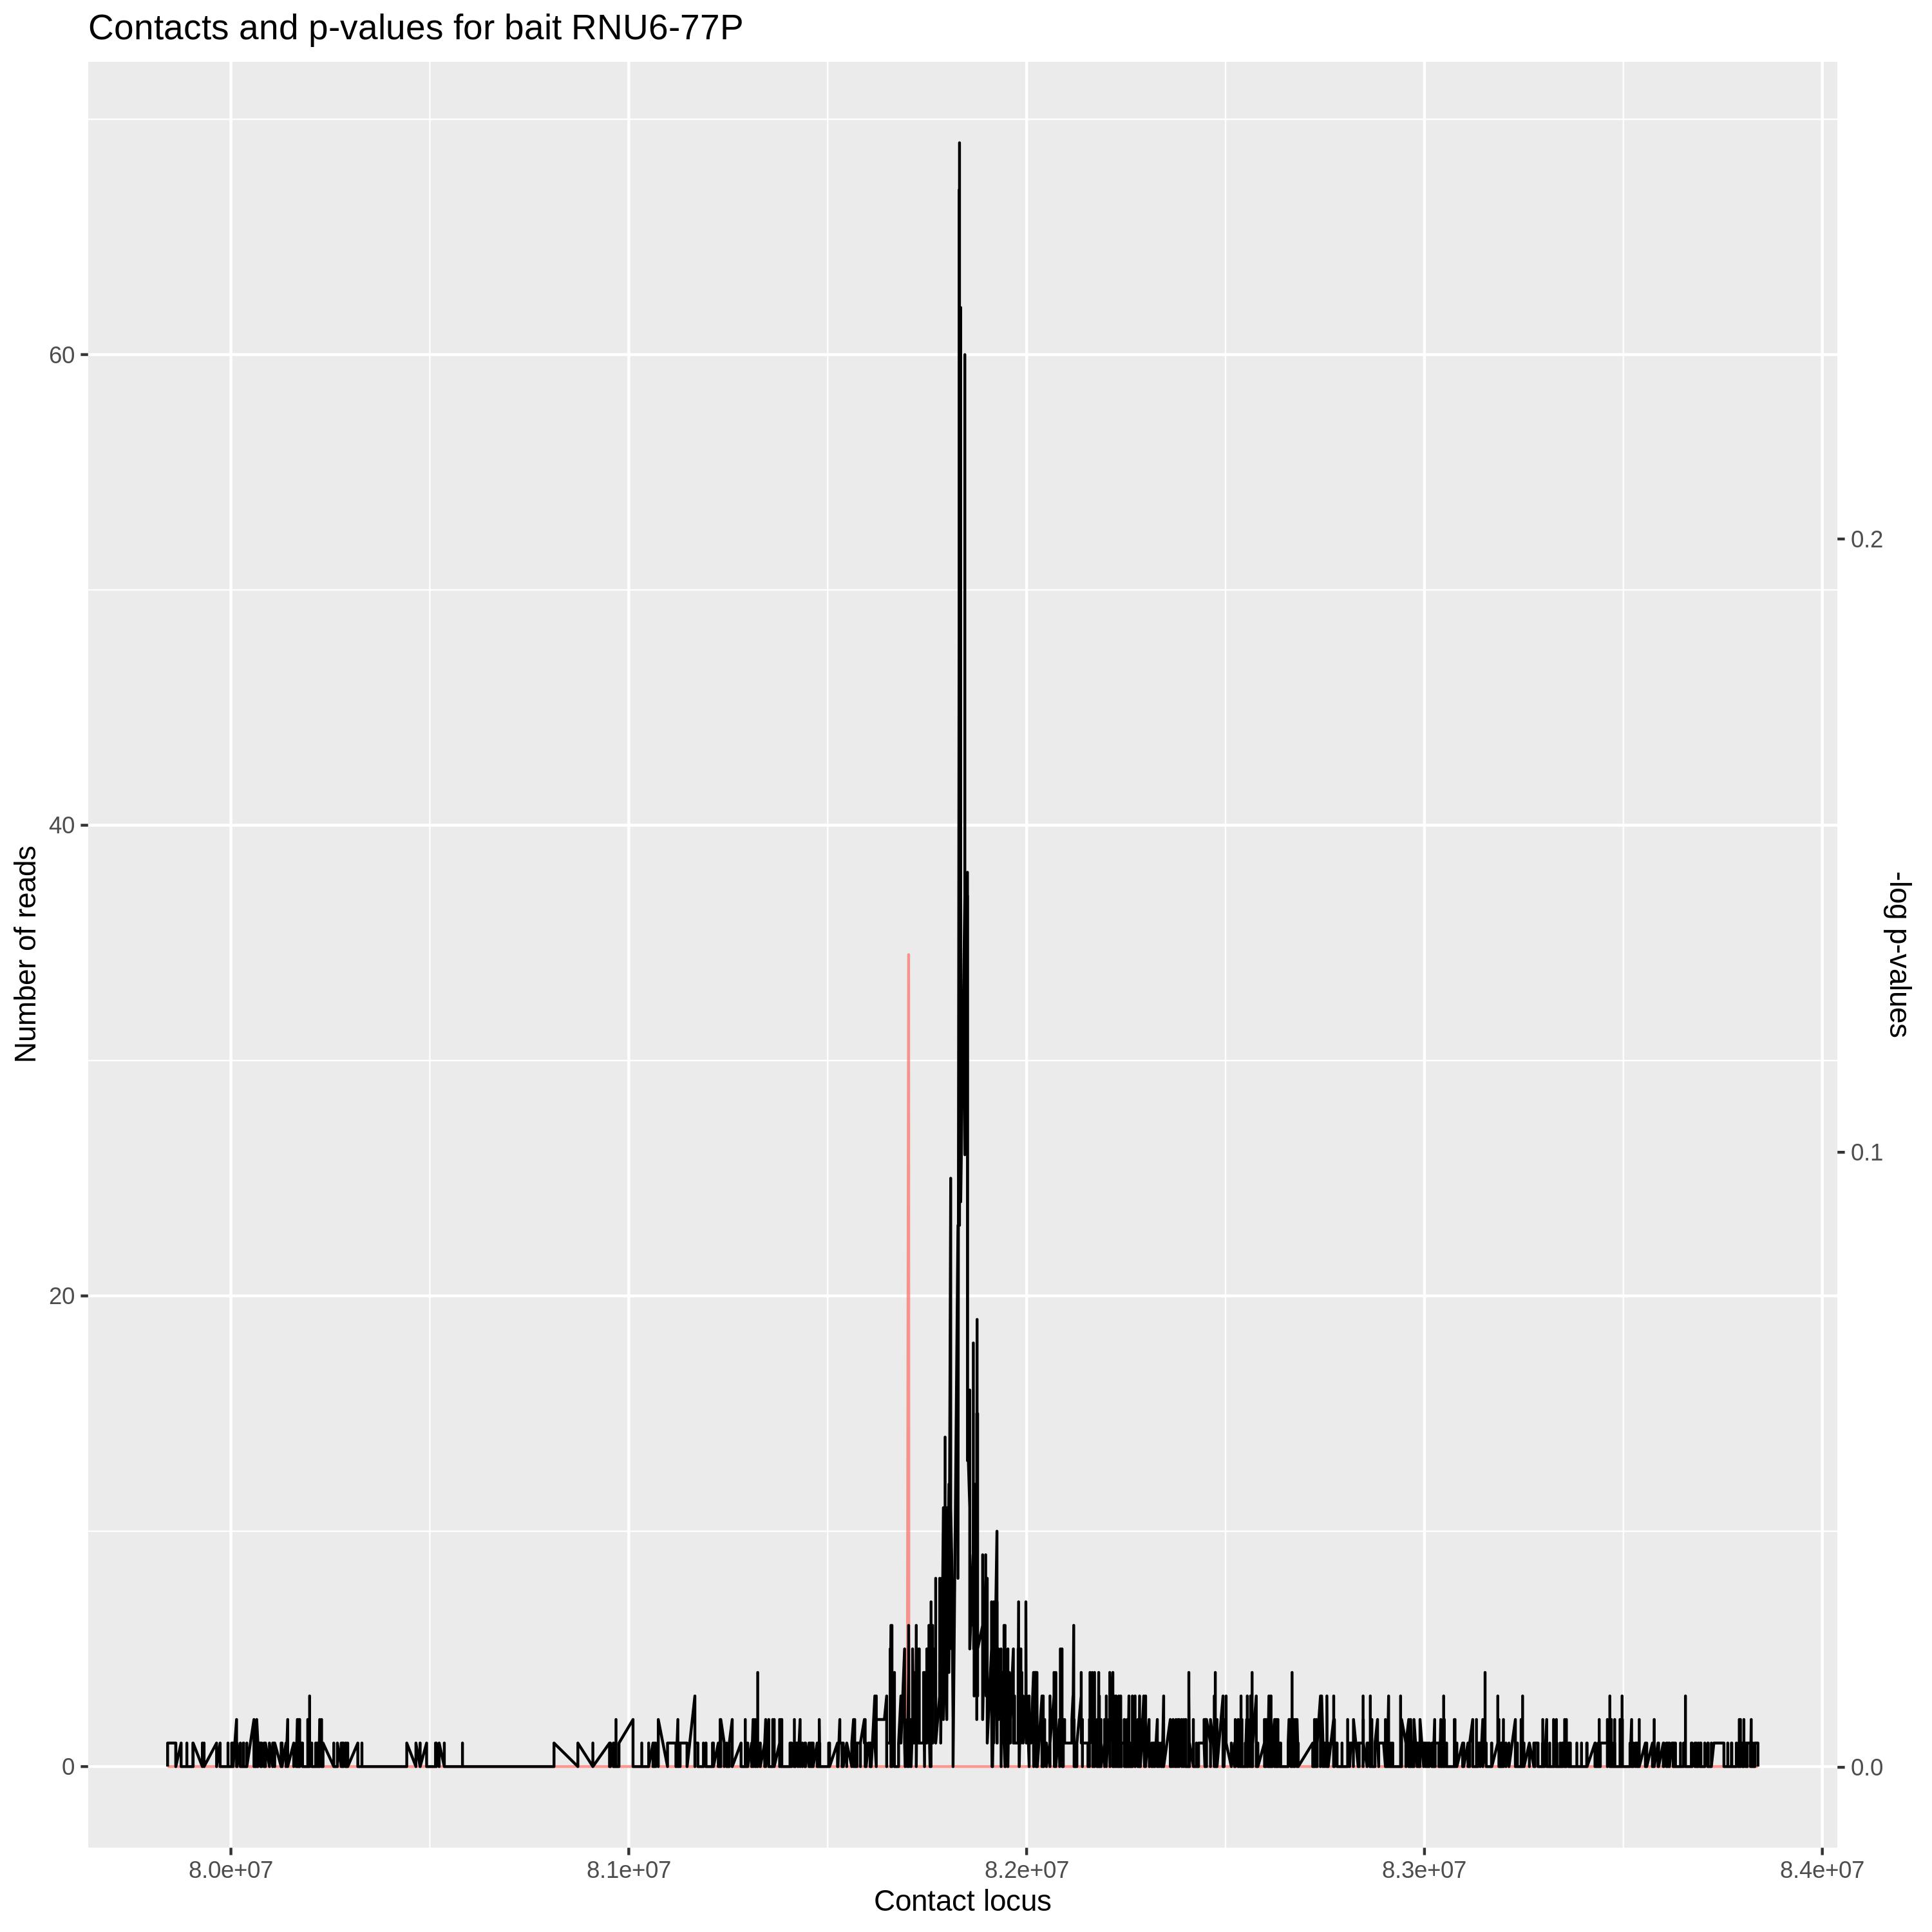 Contacts and p-values for bait RNU6-77P
60
40
20
0
Number of reads
0.2
0.1
0.0
-log p-values
8.0e+07
8.1e+07
8.2e+07
8.3e+07
8.4e+07
Contact locus